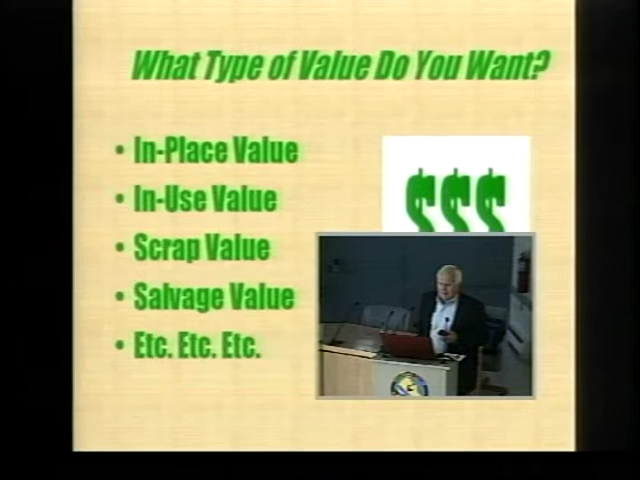 What Type of Value Do You Want?
• In-Place Value
• In-Use Value
• Scrap Value
• Salvage Value
• Etc. Etc. Etc.
$$$